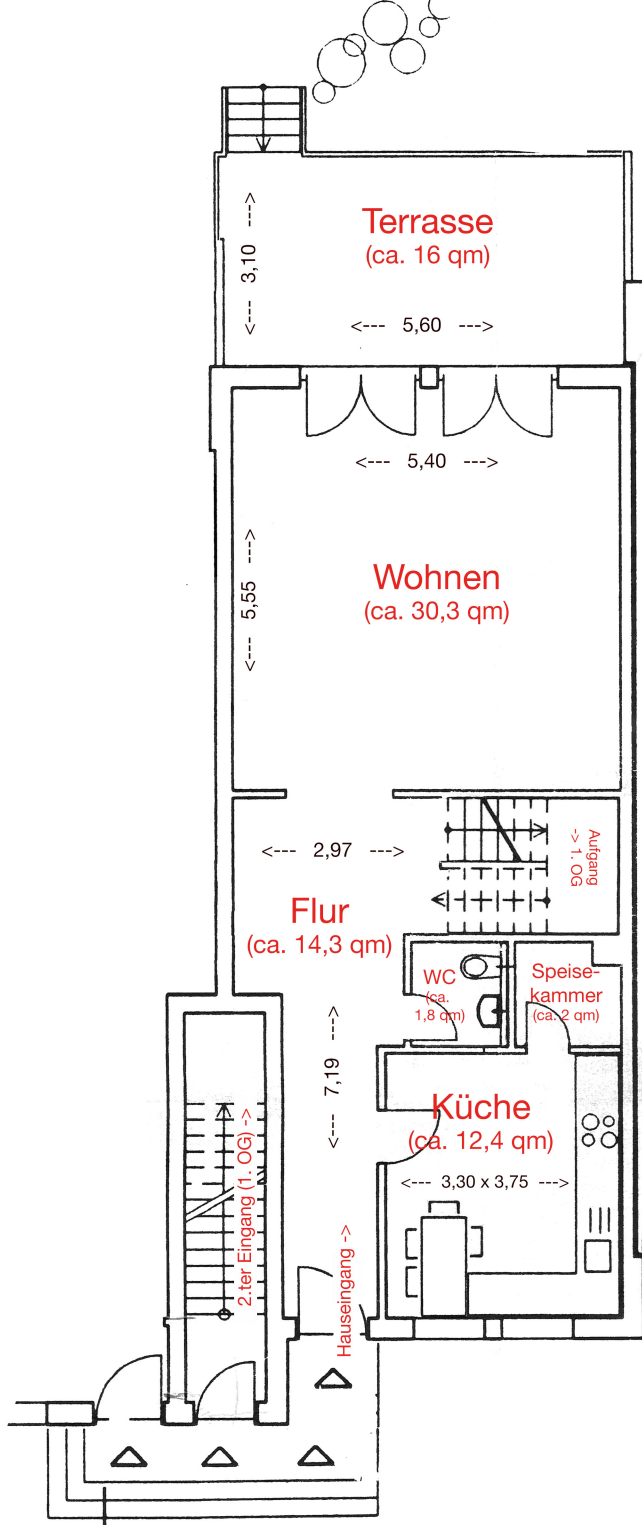 Terrasse
(ca. 16 qm)
<--- 3,10 --->
<--- 5,60 --->
<--- 5,40 --->
Wohnen
(ca. 30,3 qm)
<--- 5,55 --->
<--- 2,97 --->
Aufgang
-> 1. OG
Flur
(ca. 14,3 qm)
WC
(ca.
1,8 qm)
Speise-
kammer
(ca. 2 qm)
<--- 7,19 --->
Küche
(ca. 12,4 qm)
<--- 3,30 x 3,75 --->
2.ter Eingang (1. OG) ->
Hauseingang ->